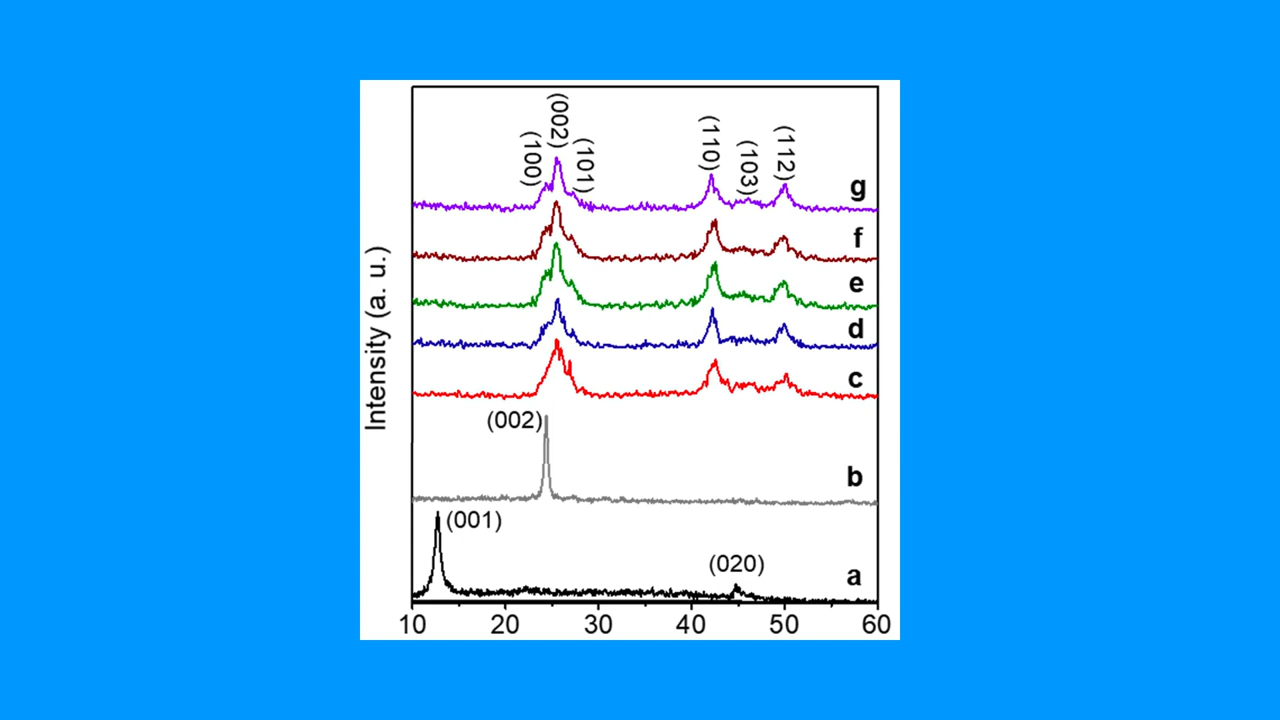 (002)
(100)
(101)
(110)
(103)
(112)
g
f
e
d
c
(002)
b
(001)
(020)
a
Intensity (a. u.)
10 20 30 40 50 60